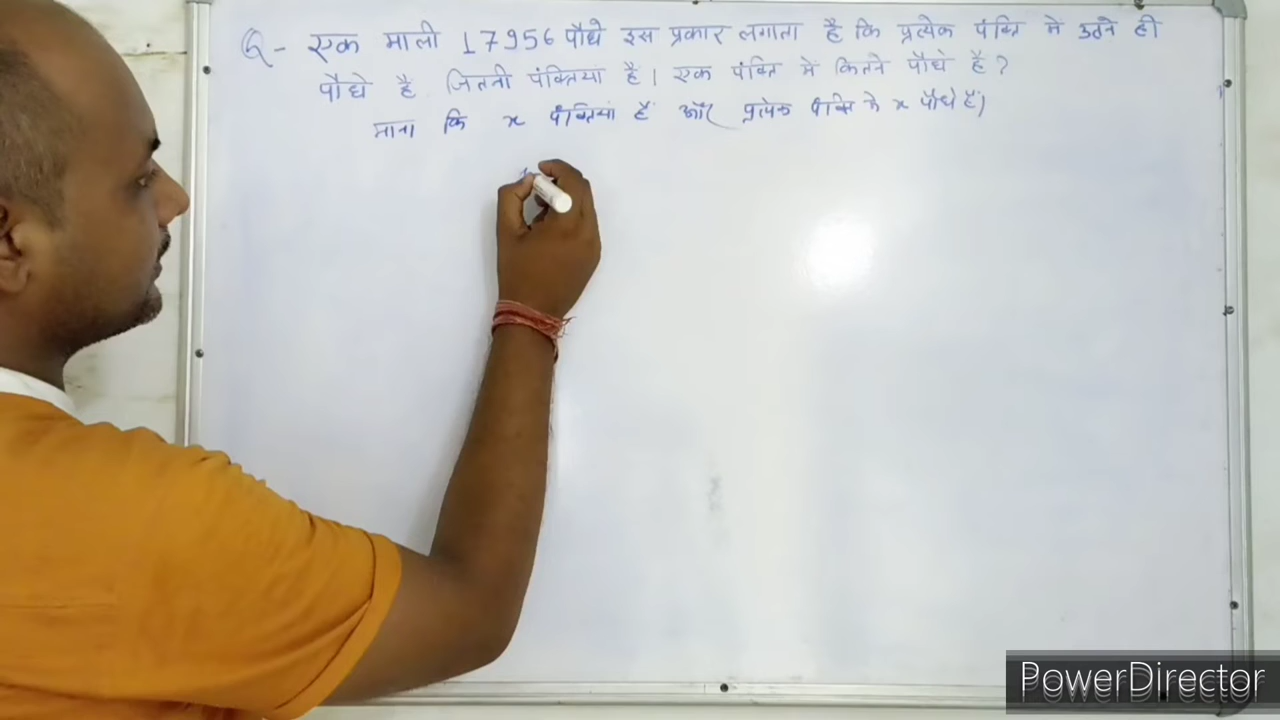 Q- एक माली 17956 पौधे इस प्रकार लगाता है कि प्रत्येक पंक्ति में उतने ही
पौधे है जितनी पंक्तियां है। एक पंक्ति में कितने पौधे है?
माना कि x पंक्तियां हैं और प्रत्येक पंक्ति में x पौधे हैं।
PowerDirector